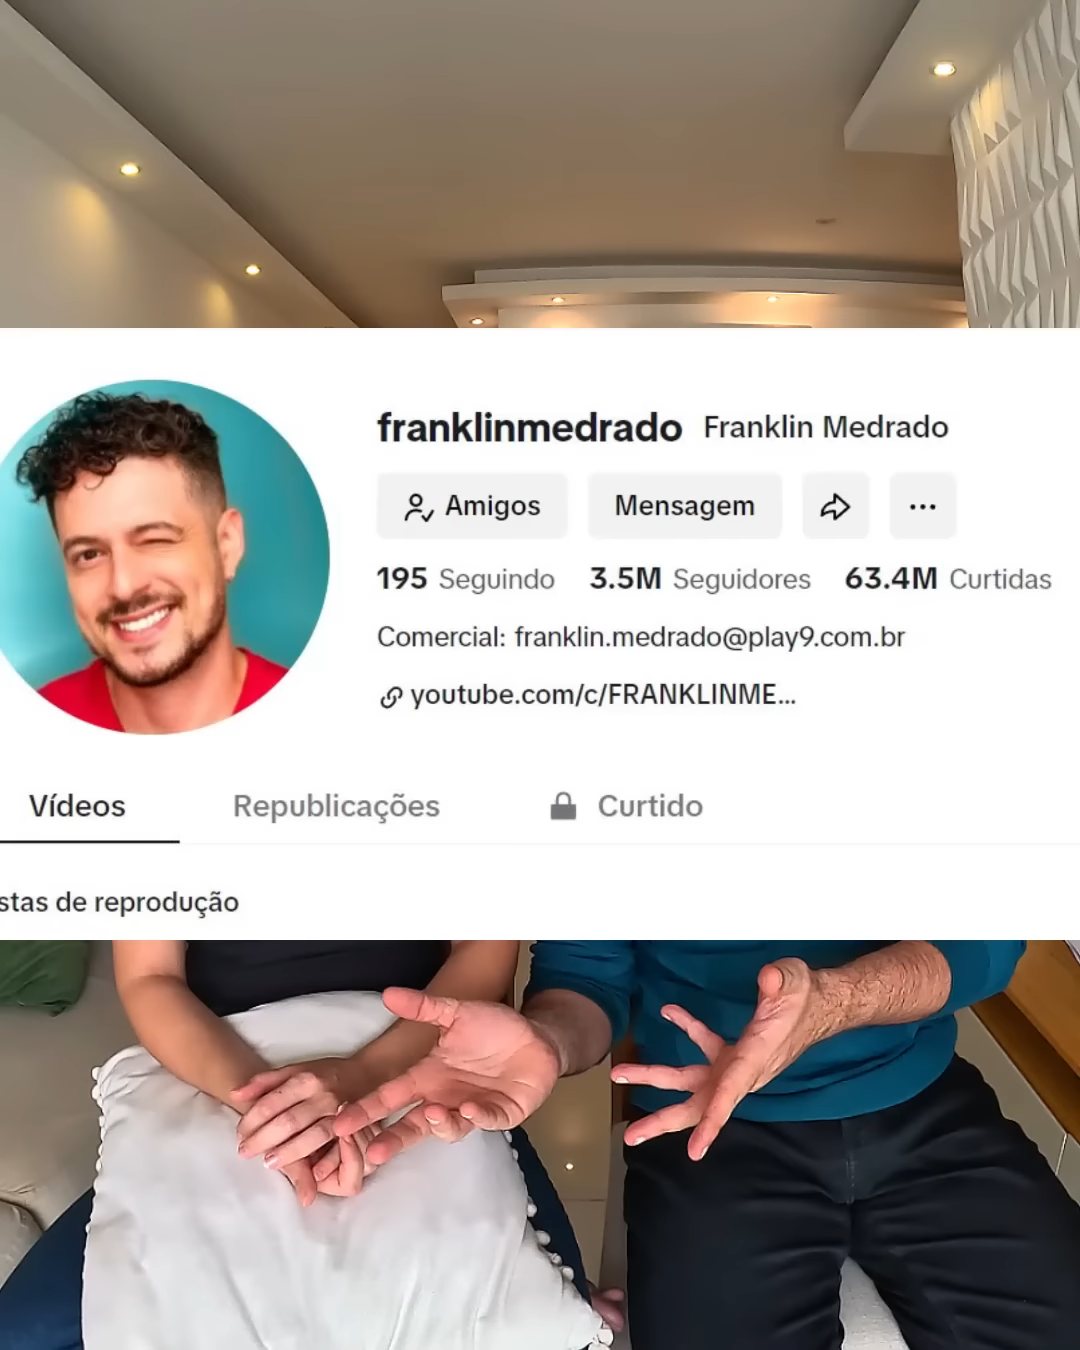 franklinmedrado Franklin Medrado
Amigos Mensagem ...
195 Seguindo 3.5M Seguidores 63.4M Curtidas
Comercial: franklin.medrado@play9.com.br
youtube.com/c/FRANKLINME...
Vídeos Republicações Curtido
stas de reprodução